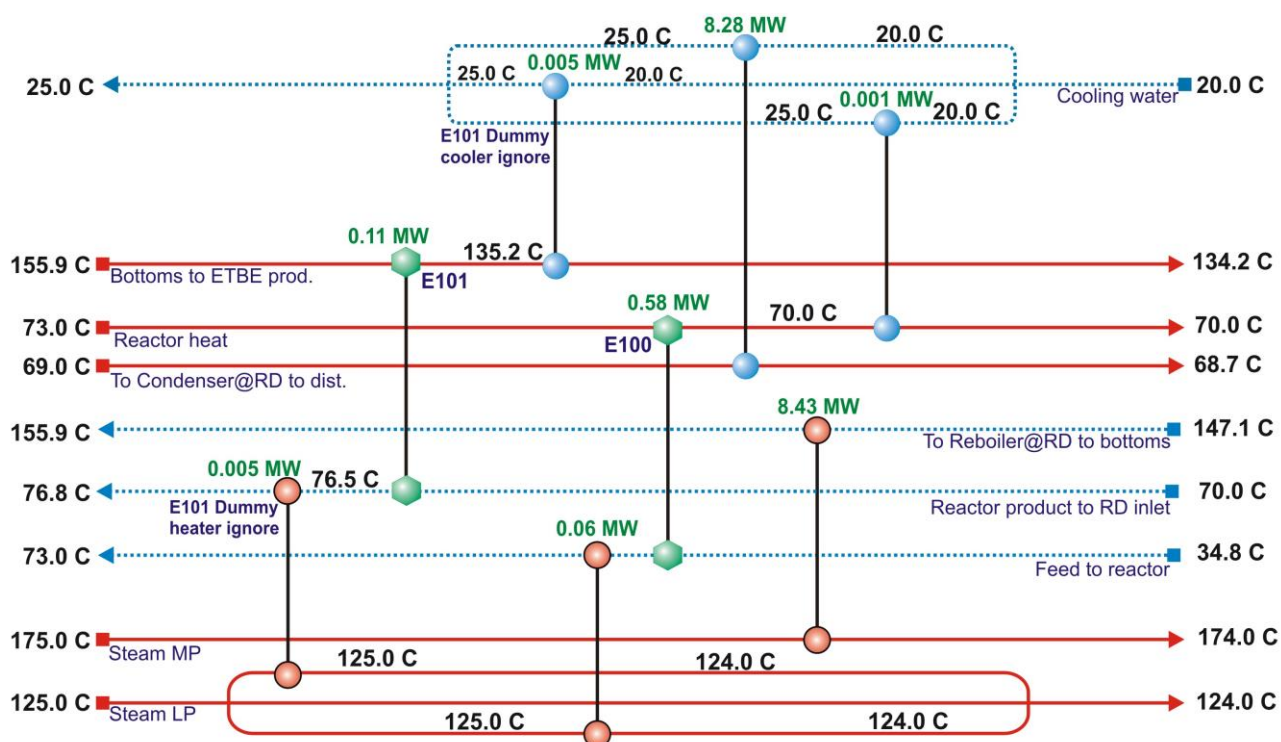 8.28 MW
25.0 C
20.0 C
0.005 MW
25.0 C
20.0 C
25.0 C
20.0 C
Cooling water
0.001 MW
25.0 C
20.0 C
E101 Dummy
cooler ignore
0.11 MW
135.2 C
155.9 C
134.2 C
Bottoms to ETBE prod.
E101
0.58 MW
70.0 C
73.0 C
70.0 C
Reactor heat
E100
69.0 C
68.7 C
To Condenser@RD to dist.
8.43 MW
155.9 C
147.1 C
To Reboiler@RD to bottoms
0.005 MW
76.5 C
76.8 C
70.0 C
E101 Dummy
heater ignore
Reactor product to RD inlet
0.06 MW
73.0 C
34.8 C
Feed to reactor
175.0 C
174.0 C
Steam MP
125.0 C
124.0 C
125.0 C
124.0 C
Steam LP
125.0 C
124.0 C